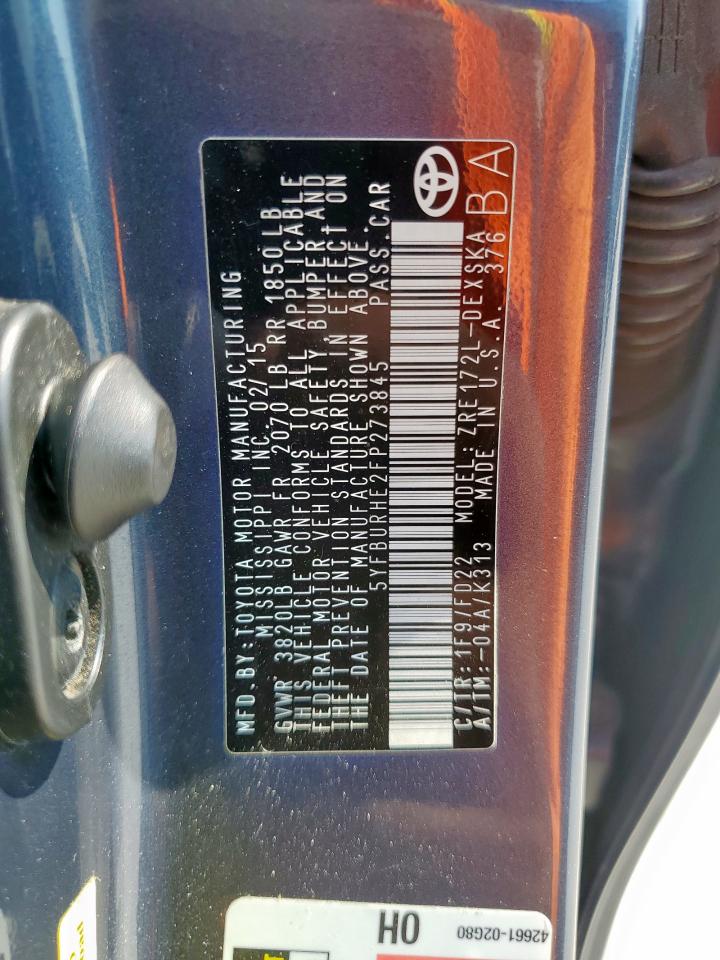 MFD. BY: TOYOTA MOTOR MANUFACTURING
MISSISSIPPI INC. 02/15
GVWR 3820LB GAWR FR 2070 LB RR 1850LB
THIS VEHICLE CONFORMS TO ALL APPLICABLE
FEDERAL MOTOR VEHICLE SAFETY, BUMPER AND
THEFT PREVENTION STANDARDS IN EFFECT ON
THE DATE OF MANUFACTURE SHOWN ABOVE.
5YFBURHE2FP273845 PASS.CAR
C/TR: 1F9/FD22 MODEL: ZRE172L-DEXSKA
A/TM: -04A/K313 MADE IN U.S.A. 376 BA
OH
42661-02G80